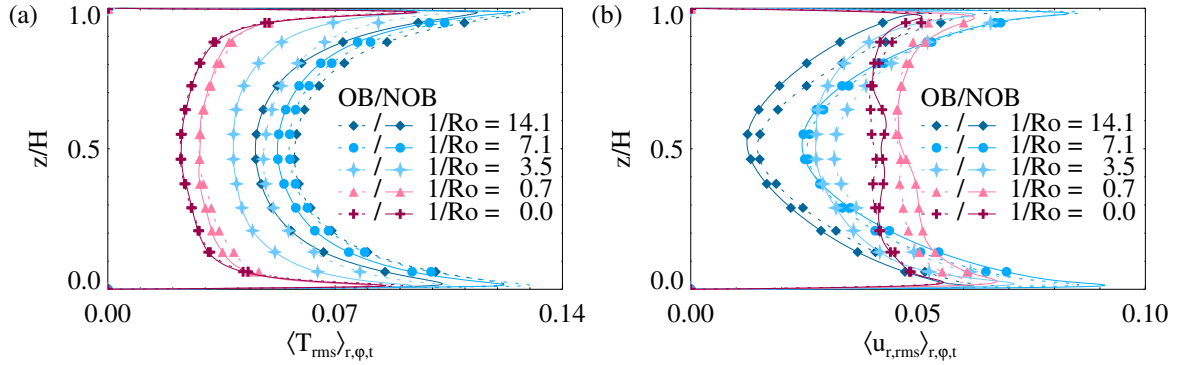 (a)
1.0
z/H
0.5
0.0
0.00 0.07 0.14
⟨T_rms⟩_r,φ,t
OB/NOB
/ 1/Ro = 14.1
/ 1/Ro = 7.1
/ 1/Ro = 3.5
/ 1/Ro = 0.7
/ 1/Ro = 0.0
(b)
1.0
z/H
0.5
0.0
0.00 0.05 0.10
⟨u_r,rms⟩_r,φ,t
OB/NOB
/ 1/Ro = 14.1
/ 1/Ro = 7.1
/ 1/Ro = 3.5
/ 1/Ro = 0.7
/ 1/Ro = 0.0